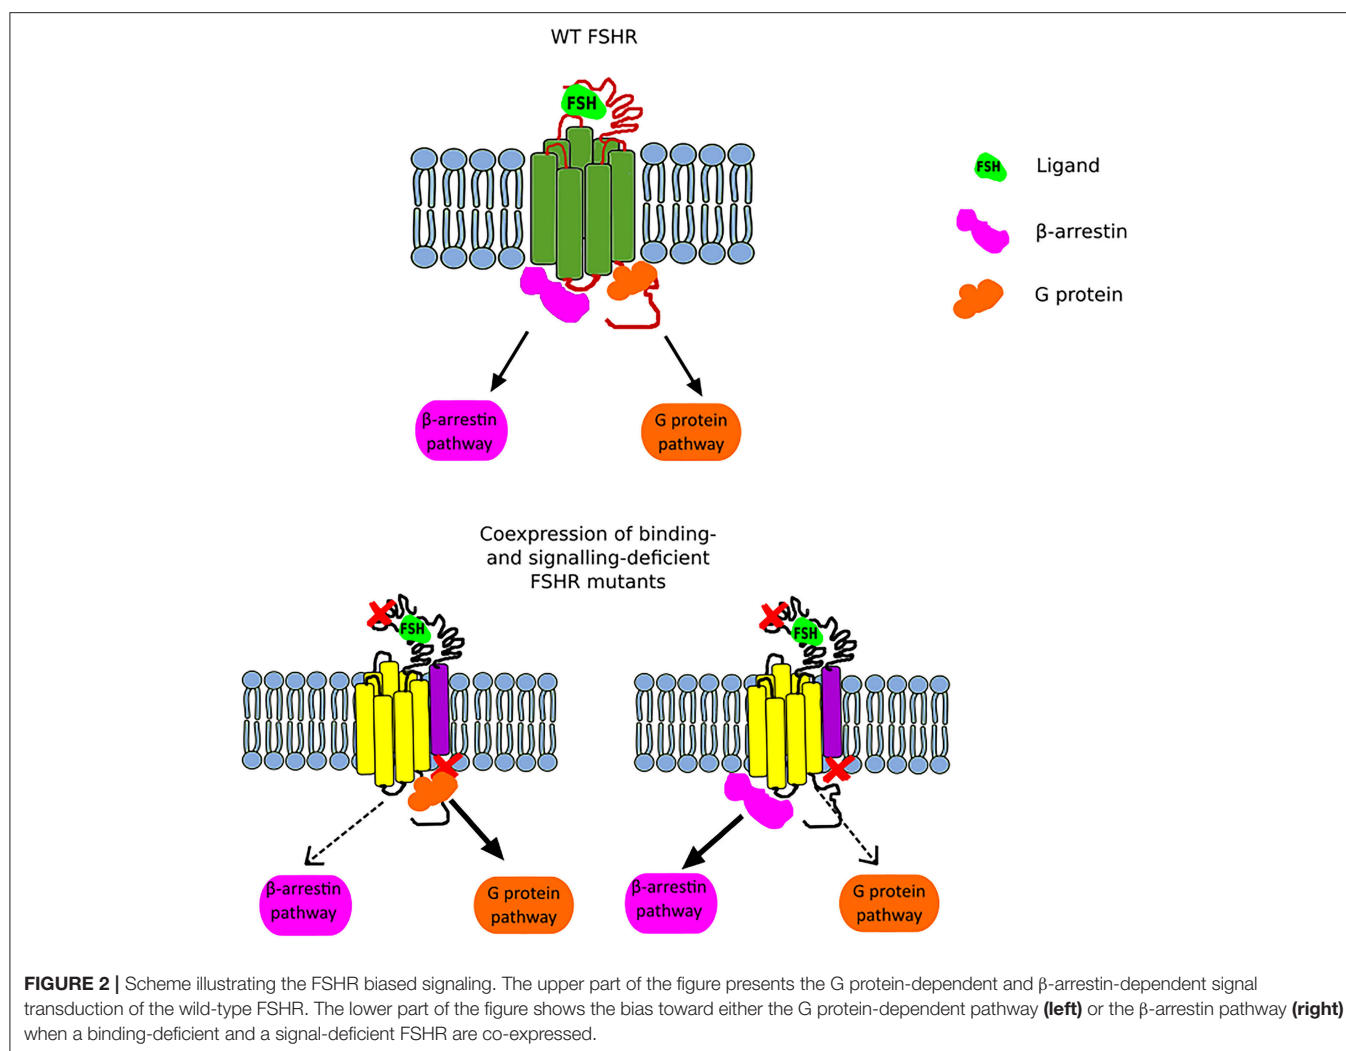 WT FSHR
FSH
FSH
Ligand
β-arrestin
G protein
β-arrestin
pathway
G protein
pathway
Coexpression of binding-
and signalling-deficient
FSHR mutants
FSH
FSH
β-arrestin
pathway
G protein
pathway
β-arrestin
pathway
G protein
pathway
FIGURE 2 | Scheme illustrating the FSHR biased signaling. The upper part of the figure presents the G protein-dependent and β-arrestin-dependent signal
transduction of the wild-type FSHR. The lower part of the figure shows the bias toward either the G protein-dependent pathway (left) or the β-arrestin pathway (right)
when a binding-deficient and a signal-deficient FSHR are co-expressed.